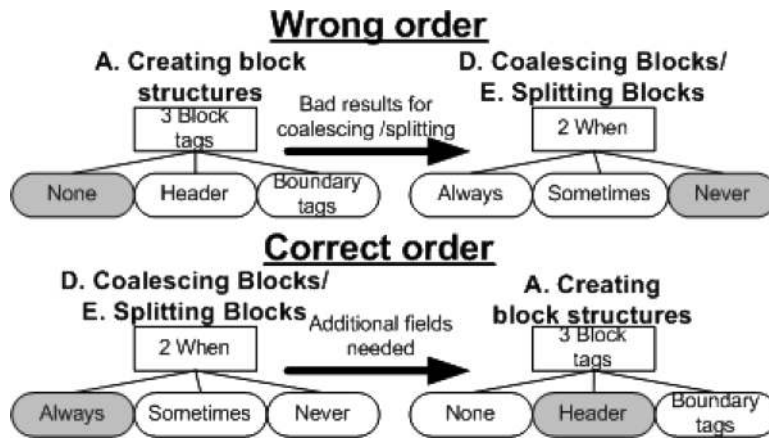 Wrong order
A. Creating block
structures
3 Block
tags
None
Header
Boundary
tags
Bad results for
coalescing /splitting
D. Coalescing Blocks/
E. Splitting Blocks
2 When
Always
Sometimes
Never
Correct order
D. Coalescing Blocks/
E. Splitting Blocks
2 When
Always
Sometimes
Never
Additional fields
needed
A. Creating
block structures
3 Block
tags
None
Header
Boundary
tags